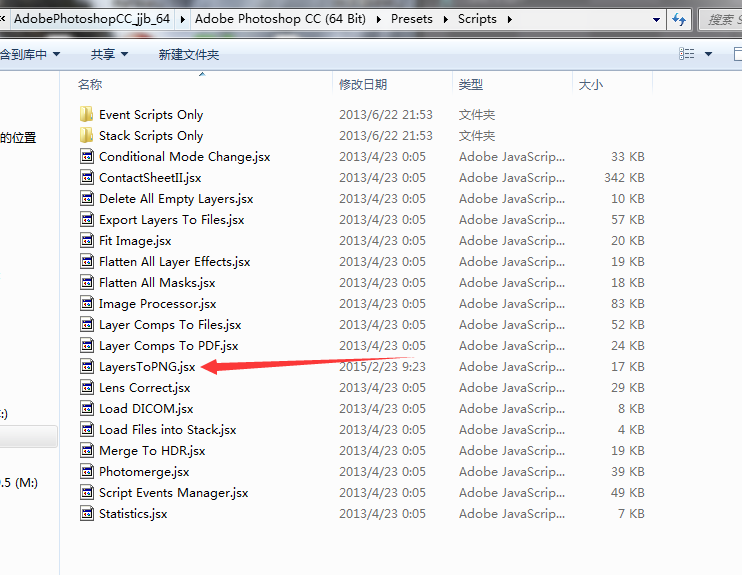 « AdobePhotoshopCC_jjb_64 ▸ Adobe Photoshop CC (64 Bit) ▸ Presets ▸ Scripts ▸ 搜索 S
含到库中 共享 新建文件夹
名称 修改日期 类型 大小
Event Scripts Only 2013/6/22 21:53 文件夹
Stack Scripts Only 2013/6/22 21:53 文件夹
的位置
Conditional Mode Change.jsx 2013/4/23 0:05 Adobe JavaScrip... 33 KB
ContactSheetII.jsx 2013/4/23 0:05 Adobe JavaScrip... 342 KB
Delete All Empty Layers.jsx 2013/4/23 0:05 Adobe JavaScrip... 10 KB
Export Layers To Files.jsx 2013/4/23 0:05 Adobe JavaScrip... 57 KB
Fit Image.jsx 2013/4/23 0:05 Adobe JavaScrip... 20 KB
Flatten All Layer Effects.jsx 2013/4/23 0:05 Adobe JavaScrip... 19 KB
Flatten All Masks.jsx 2013/4/23 0:05 Adobe JavaScrip... 18 KB
Image Processor.jsx 2013/4/23 0:05 Adobe JavaScrip... 83 KB
Layer Comps To Files.jsx 2013/4/23 0:05 Adobe JavaScrip... 52 KB
Layer Comps To PDF.jsx 2013/4/23 0:05 Adobe JavaScrip... 24 KB
LayersToPNG.jsx 2015/2/23 9:23 Adobe JavaScrip... 17 KB
Lens Correct.jsx 2013/4/23 0:05 Adobe JavaScrip... 29 KB
Load DICOM.jsx 2013/4/23 0:05 Adobe JavaScrip... 8 KB
:)
Load Files into Stack.jsx 2013/4/23 0:05 Adobe JavaScrip... 4 KB
Merge To HDR.jsx 2013/4/23 0:05 Adobe JavaScrip... 19 KB
Photomerge.jsx 2013/4/23 0:05 Adobe JavaScrip... 39 KB
.5 (M:)
Script Events Manager.jsx 2013/4/23 0:05 Adobe JavaScrip... 49 KB
Statistics.jsx 2013/4/23 0:05 Adobe JavaScrip... 7 KB